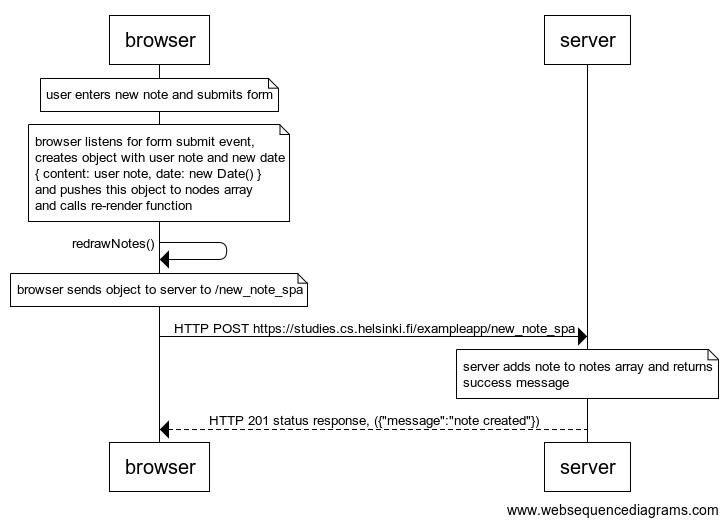 browser
server
user enters new note and submits form
browser listens for form submit event,
creates object with user note and new date
{ content: user note, date: new Date() }
and pushes this object to nodes array
and calls re-render function
redrawNotes()
browser sends object to server to /new_note_spa
HTTP POST https://studies.cs.helsinki.fi/exampleapp/new_note_spa
server adds note to notes array and returns
success message
HTTP 201 status response, ({"message":"note created"})
browser
server
www.websequencediagrams.com